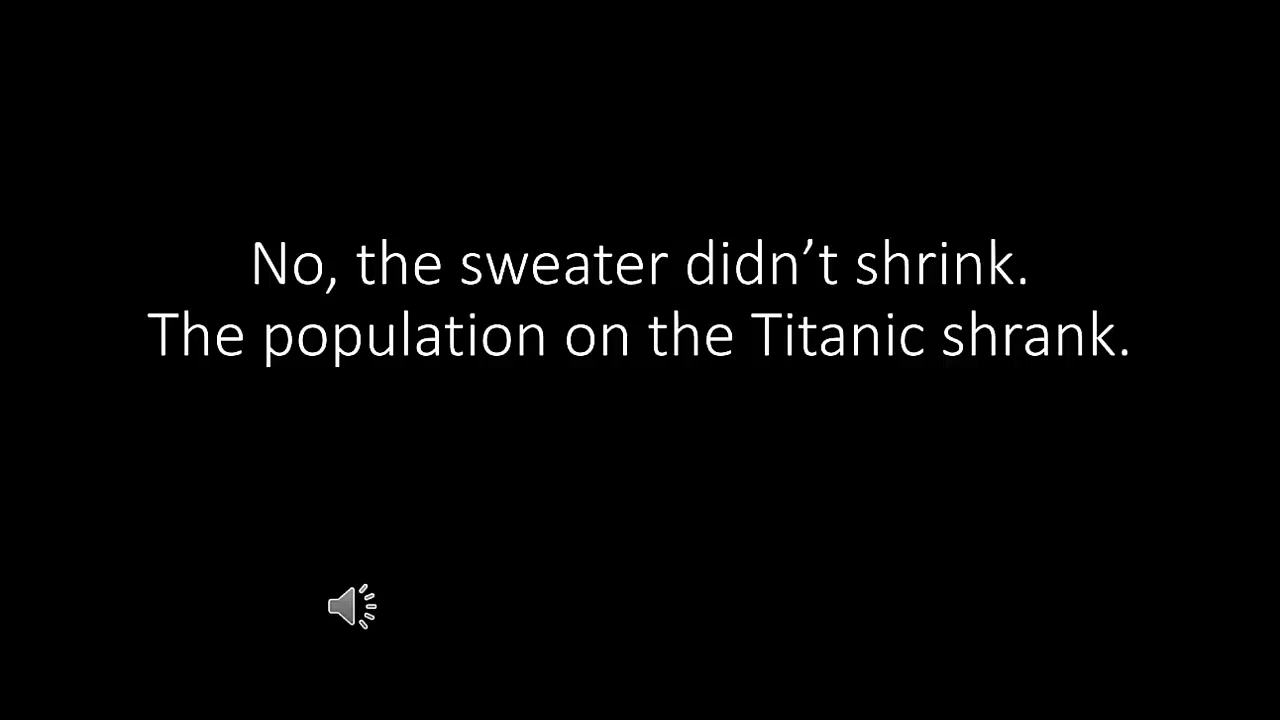 No, the sweater didn’t shrink.
The population on the Titanic shrank.